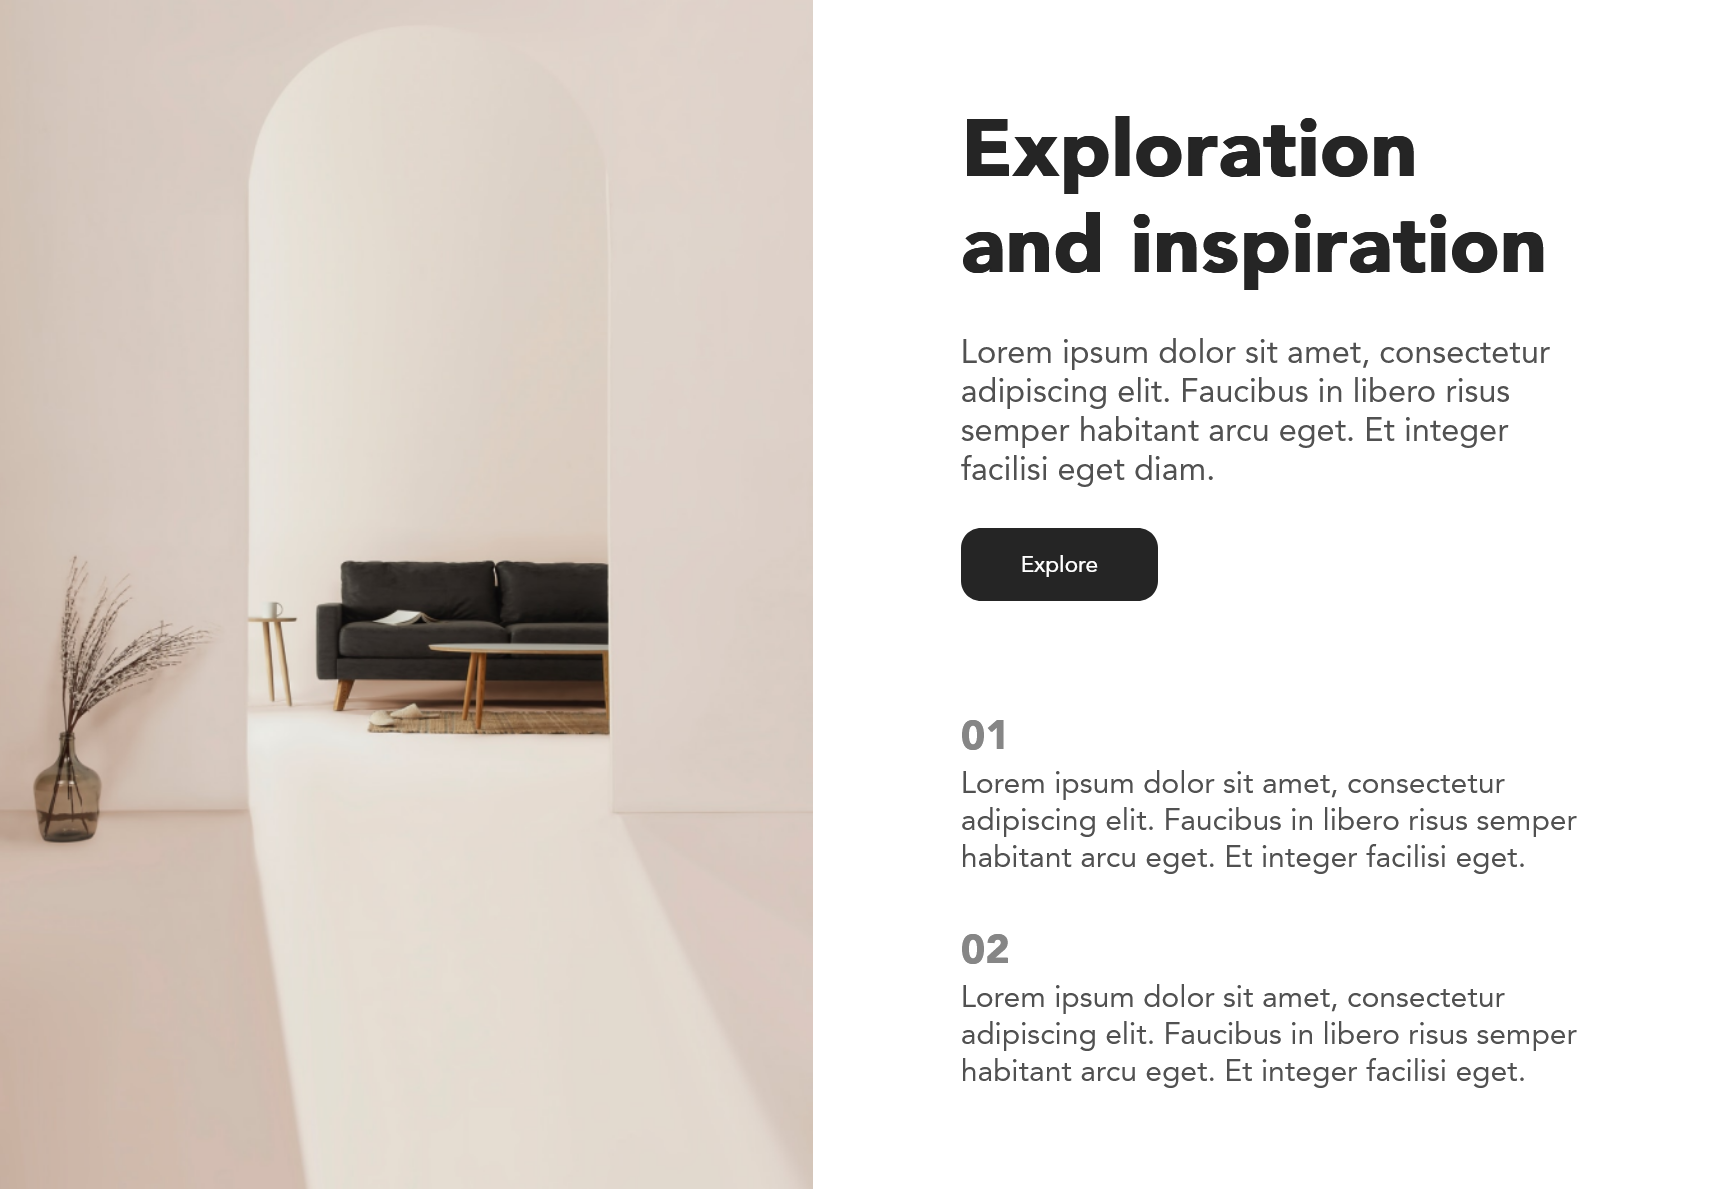 Exploration
and inspiration
Lorem ipsum dolor sit amet, consectetur
adipiscing elit. Faucibus in libero risus
semper habitant arcu eget. Et integer
facilisi eget diam.
Explore
01
Lorem ipsum dolor sit amet, consectetur
adipiscing elit. Faucibus in libero risus semper
habitant arcu eget. Et integer facilisi eget.
02
Lorem ipsum dolor sit amet, consectetur
adipiscing elit. Faucibus in libero risus semper
habitant arcu eget. Et integer facilisi eget.